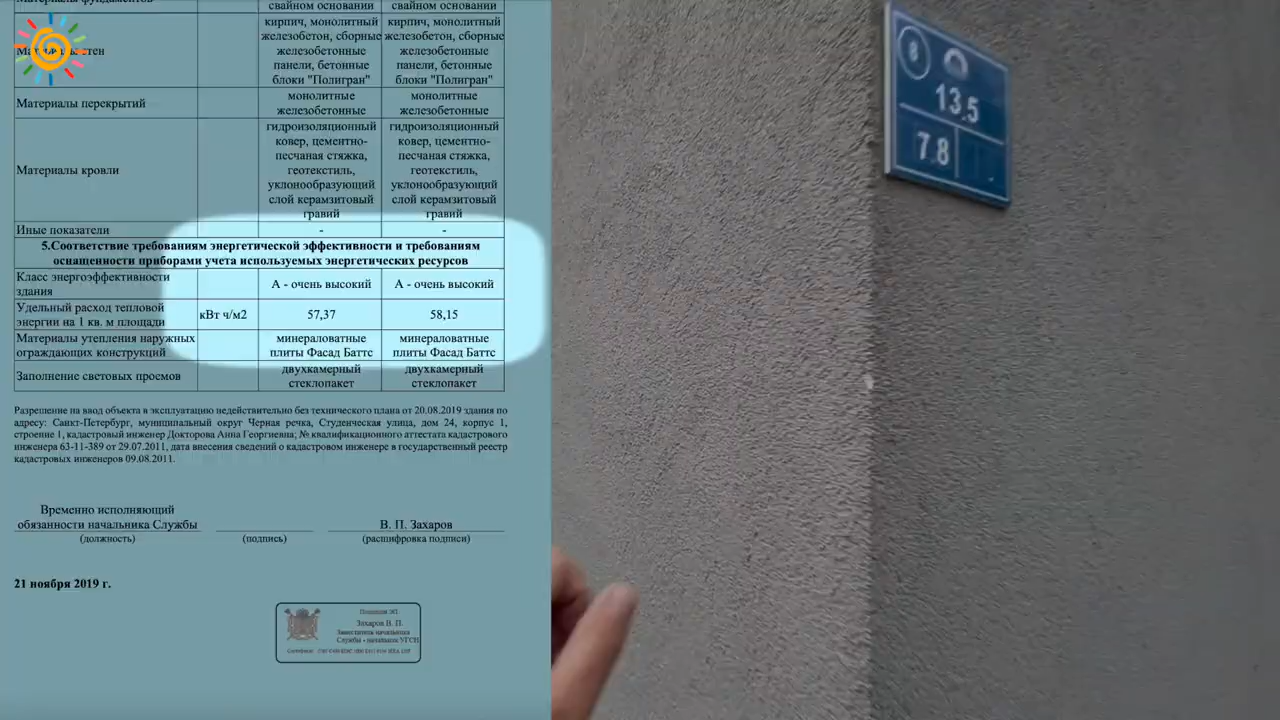 свайном основании
свайном основании
кирпич, монолитный
железобетон, сборные
железобетонные
панели, бетонные
блоки "Полигран"
кирпич, монолитный
железобетон, сборные
железобетонные
панели, бетонные
блоки "Полигран"
Материалы перекрытий
монолитные
железобетонные
монолитные
железобетонные
Материалы кровли
гидроизоляционный
ковер, цементно-
песчаная стяжка,
геотекстиль,
уклонообразующий
слой керамзитовый
гравий
гидроизоляционный
ковер, цементно-
песчаная стяжка,
геотекстиль,
уклонообразующий
слой керамзитовый
гравий
Иные показатели
-
-
5.Соответствие требованиям энергетической эффективности и требованиям
оснащенности приборами учета используемых энергетических ресурсов
Класс энергоэффективности
здания
А - очень высокий
А - очень высокий
Удельный расход тепловой
энергии на 1 кв. м площади
кВт ч/м2
57,37
58,15
Материалы утепления наружных
ограждающих конструкций
минераловатные
плиты Фасад Баттс
минераловатные
плиты Фасад Баттс
Заполнение световых проемов
двухкамерный
стеклопакет
двухкамерный
стеклопакет
Разрешение на ввод объекта в эксплуатацию недействительно без технического плана от 20.08.2019 здания по
адресу: Санкт-Петербург, муниципальный округ Черная речка, Студенческая улица, дом 24, корпус 1,
строение 1, кадастровый инженер Докторова Анна Георгиевна; № квалификационного аттестата кадастрового
инженера 63-11-389 от 29.07.2011, дата внесения сведений о кадастровом инженере в государственный реестр
кадастровых инженеров 09.08.2011.
Временно исполняющий
обязанности начальника Службы
В. П. Захаров
(должность)
(подпись)
(расшифровка подписи)
21 ноября 2019 г.
Захаров В. П.
Заместитель начальника
Службы - начальник УГСН
8
13.5
7.8